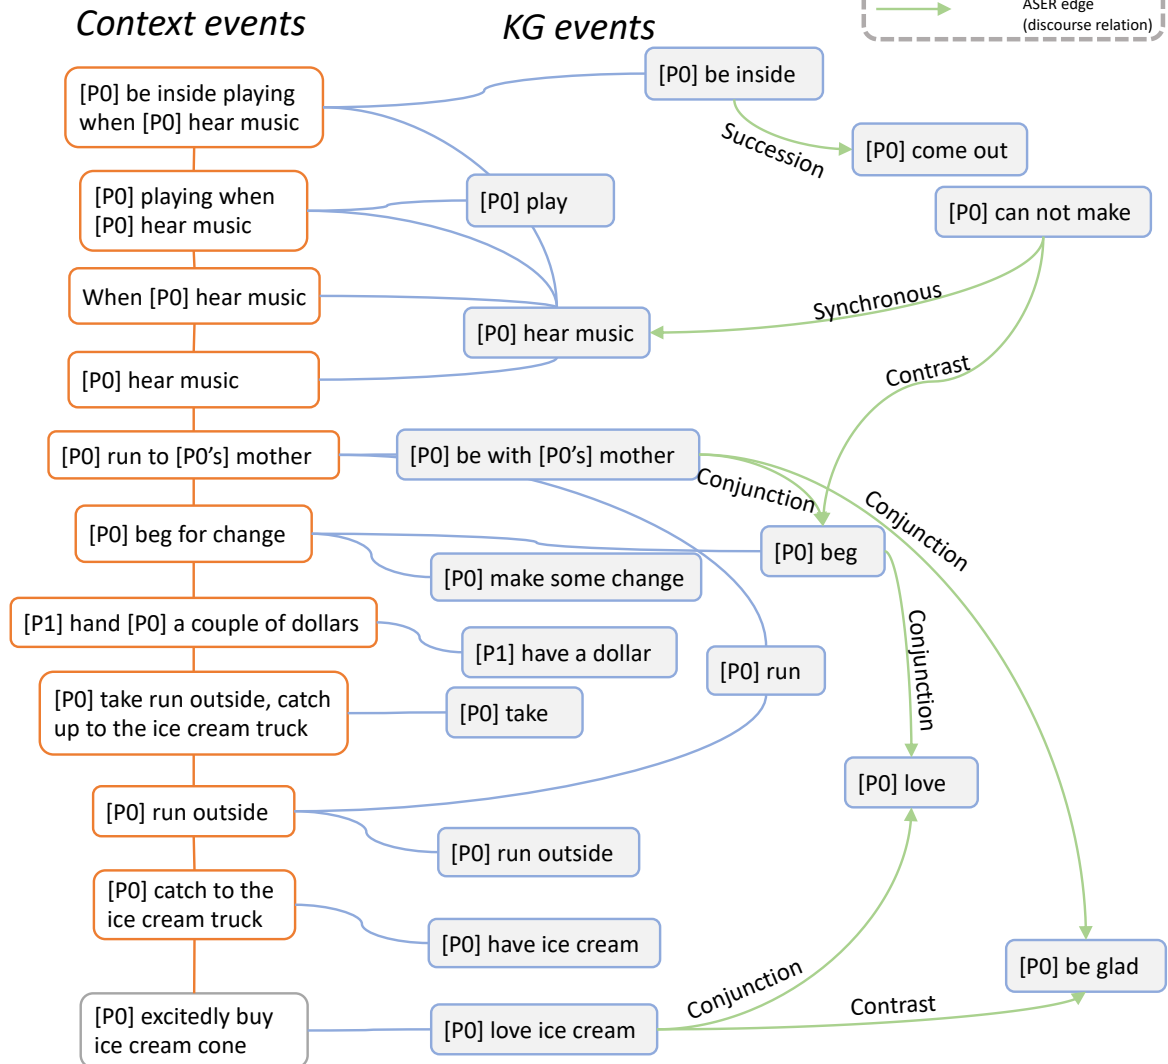 ASER edge
(discourse relation)
Context events
KG events
[P0] be inside playing
when [P0] hear music
[P0] be inside
Succession
[P0] come out
[P0] playing when
[P0] hear music
[P0] play
[P0] can not make
When [P0] hear music
Synchronous
[P0] hear music
[P0] hear music
Contrast
[P0] run to [P0’s] mother
[P0] be with [P0’s] mother
Conjunction
Conjunction
[P0] beg for change
[P0] beg
[P0] make some change
[P1] hand [P0] a couple of dollars
[P1] have a dollar
[P0] run
Conjunction
[P0] take run outside, catch
up to the ice cream truck
[P0] take
[P0] love
[P0] run outside
[P0] run outside
[P0] catch to the
ice cream truck
[P0] have ice cream
[P0] be glad
Conjunction
Contrast
[P0] excitedly buy
ice cream cone
[P0] love ice cream